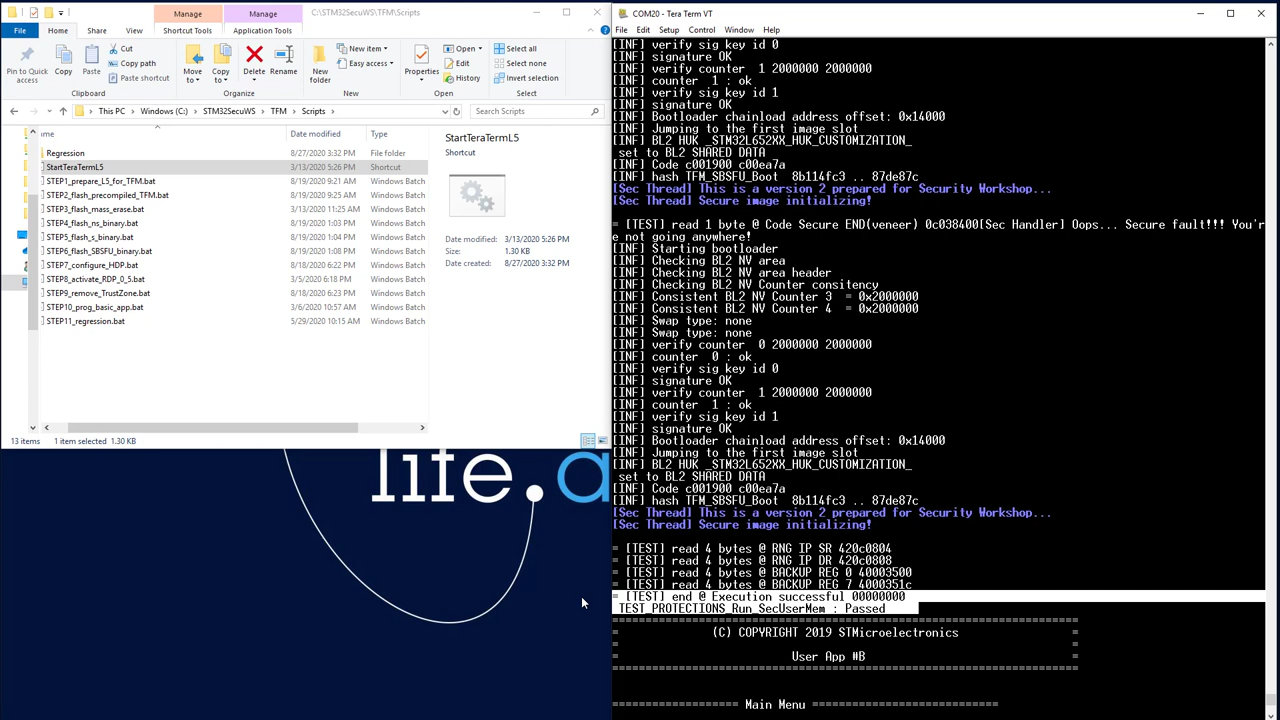 Manage
Manage
C:\STM32SecuWS\TFM\Scripts
File
Home
Share
View
Shortcut Tools
Application Tools
Pin to Quick access
Copy
Paste
Cut
Copy path
Paste shortcut
Clipboard
Move to
Copy to
Delete
Rename
Organize
New folder
New item
Easy access
New
Properties
Open
Edit
History
Open
Select all
Select none
Invert selection
Select
This PC > Windows (C:) > STM32SecuWS > TFM > Scripts
Search Scripts
ame
Date modified
Type
Regression 8/27/2020 3:32 PM File folder
StartTeraTermL5 3/13/2020 5:26 PM Shortcut
STEP1_prepare_L5_for_TFM.bat 8/19/2020 9:21 AM Windows Batch
STEP2_flash_precompiled_TFM.bat 8/19/2020 9:25 AM Windows Batch
STEP3_flash_mass_erase.bat 3/13/2020 11:25 AM Windows Batch
STEP4_flash_ns_binary.bat 8/19/2020 1:03 PM Windows Batch
STEP5_flash_s_binary.bat 8/19/2020 1:04 PM Windows Batch
STEP6_flash_SBSFU_binary.bat 8/19/2020 1:03 PM Windows Batch
STEP7_configure_HDP.bat 8/18/2020 6:22 PM Windows Batch
STEP8_activate_RDP_0_5.bat 3/5/2020 6:18 PM Windows Batch
STEP9_remove_TrustZone.bat 8/18/2020 6:23 PM Windows Batch
STEP10_prog_basic_app.bat 3/6/2020 10:57 AM Windows Batch
STEP11_regression.bat 5/29/2020 10:15 AM Windows Batch
StartTeraTermL5
Shortcut
Date modified: 3/13/2020 5:26 PM
Size: 1.30 KB
Date created: 8/27/2020 3:32 PM
13 items 1 item selected 1.30 KB
life.a
COM20 - Tera Term VT
File Edit Setup Control Window Help
[INF] verify sig key id 0
[INF] signature OK
[INF] verify counter 1 2000000 2000000
[INF] counter 1 : ok
[INF] verify sig key id 1
[INF] signature OK
[INF] Bootloader chainload address offset: 0x14000
[INF] Jumping to the first image slot
[INF] BL2 HUK _STM32L652XX_HUK_CUSTOMIZATION_
set to BL2 SHARED DATA
[INF] Code c001900 c00ea7a
[INF] hash TFM_SBSFU_Boot 8b114fc3 .. 87de87c
[Sec Thread] This is a version 2 prepared for Security Workshop...
[Sec Thread] Secure image initializing!
= [TEST] read 1 byte @ Code Secure END(veneer) 0c038400[Sec Handler] Oops... Secure fault!!! You'r
e not going anywhere!
[INF] Starting bootloader
[INF] Checking BL2 NV area
[INF] Checking BL2 NV area header
[INF] Checking BL2 NV Counter consitency
[INF] Consistent BL2 NV Counter 3 = 0x2000000
[INF] Consistent BL2 NV Counter 4 = 0x2000000
[INF] Swap type: none
[INF] Swap type: none
[INF] verify counter 0 2000000 2000000
[INF] counter 0 : ok
[INF] verify sig key id 0
[INF] signature OK
[INF] verify counter 1 2000000 2000000
[INF] counter 1 : ok
[INF] verify sig key id 1
[INF] signature OK
[INF] Bootloader chainload address offset: 0x14000
[INF] Jumping to the first image slot
[INF] BL2 HUK _STM32L652XX_HUK_CUSTOMIZATION_
set to BL2 SHARED DATA
[INF] Code c001900 c00ea7a
[INF] hash TFM_SBSFU_Boot 8b114fc3 .. 87de87c
[Sec Thread] This is a version 2 prepared for Security Workshop...
[Sec Thread] Secure image initializing!
= [TEST] read 4 bytes @ RNG IP SR 420c0804
= [TEST] read 4 bytes @ RNG IP DR 420c0808
= [TEST] read 4 bytes @ BACKUP REG 0 40003500
= [TEST] read 4 bytes @ BACKUP REG 7 4000351c
= [TEST] end @ Execution successful 00000000
TEST_PROTECTIONS_Run_SecUserMem : Passed
======================================================================
= (C) COPYRIGHT 2019 STMicroelectronics =
= =
= User App #B =
======================================================================
=================== Main Menu ============================